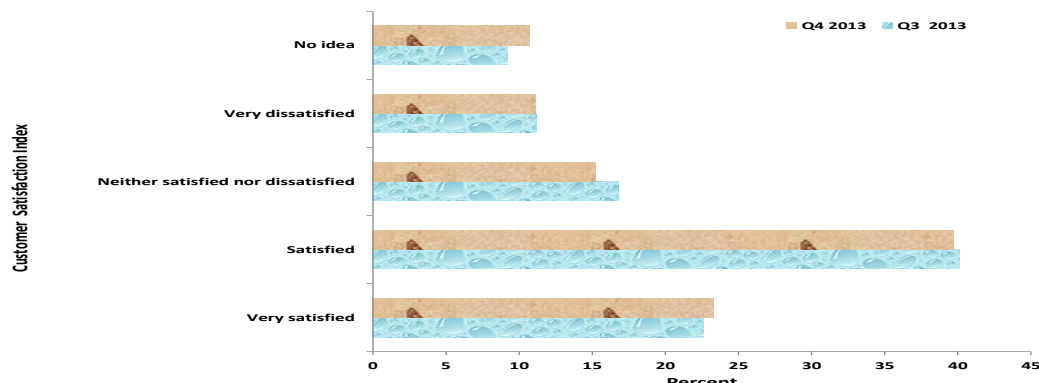 Q4 2013 Q3 2013
No idea
Very dissatisfied
Neither satisfied nor dissatisfied
Satisfied
Very satisfied
Customer Satisfaction Index
0 5 10 15 20 25 30 35 40 45
Percent